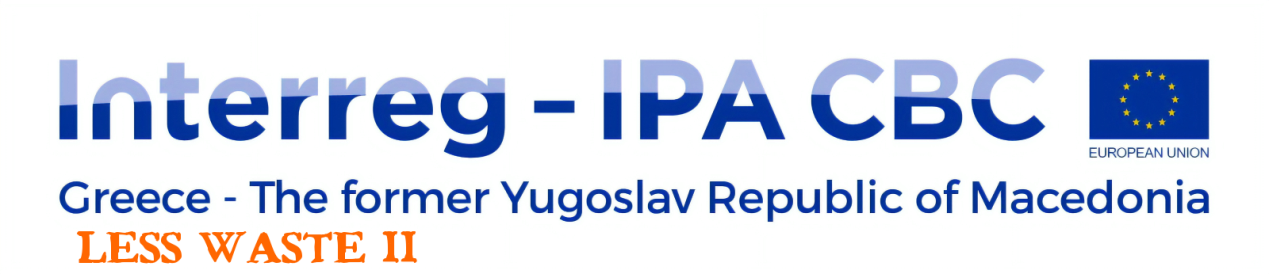 Interreg - IPA CBC
EUROPEAN UNION
Greece - The former Yugoslav Republic of Macedonia
LESS WASTE II